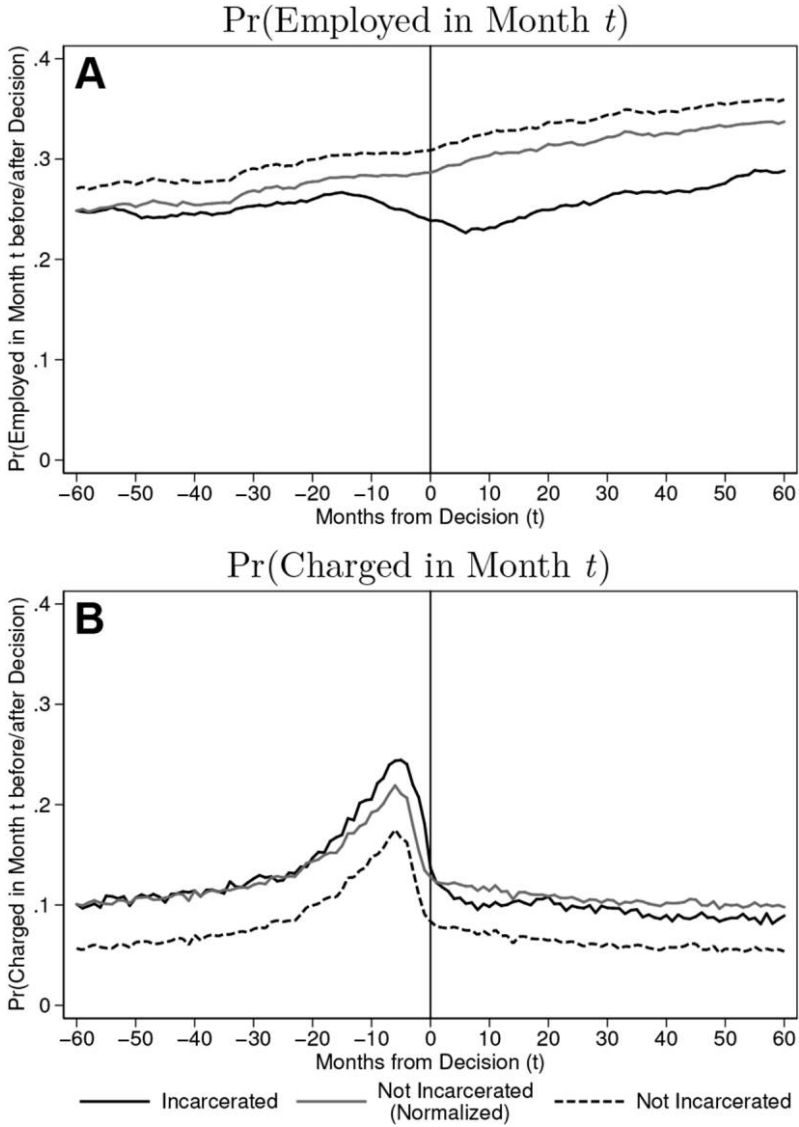 Pr(Employed in Month t)
A
Pr(Employed in Month t before/after Decision)
.4
.3
.2
.1
0
−60 −50 −40 −30 −20 −10 0 10 20 30 40 50 60
Months from Decision (t)
Pr(Charged in Month t)
B
Pr(Charged in Month t before/after Decision)
.4
.3
.2
.1
0
−60 −50 −40 −30 −20 −10 0 10 20 30 40 50 60
Months from Decision (t)
Incarcerated
Not Incarcerated
(Normalized)
Not Incarcerated